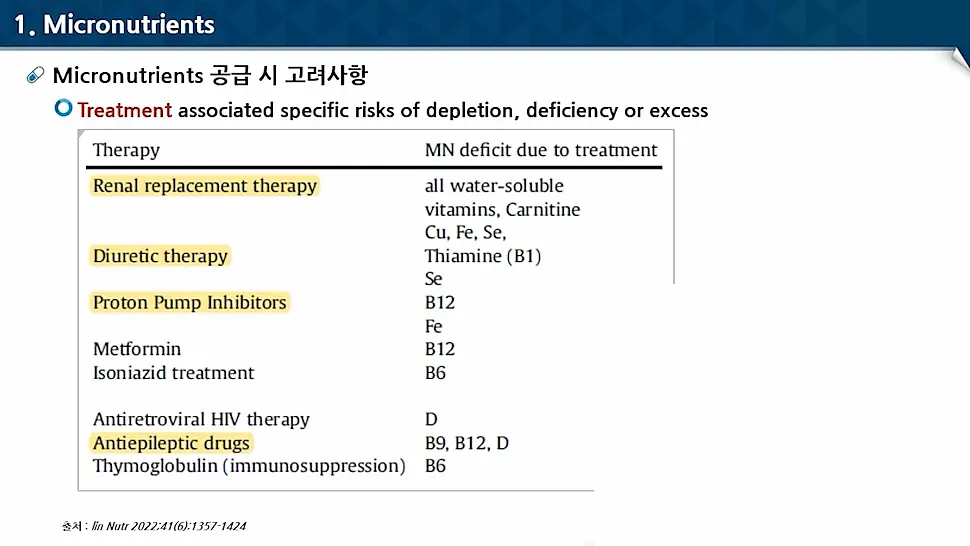 1. Micronutrients
Micronutrients 공급 시 고려사항
Treatment associated specific risks of depletion, deficiency or excess
Therapy MN deficit due to treatment
Renal replacement therapy all water-soluble
vitamins, Carnitine
Cu, Fe, Se,
Diuretic therapy Thiamine (B1)
Se
Proton Pump Inhibitors B12
Fe
Metformin B12
Isoniazid treatment B6
Antiretroviral HIV therapy D
Antiepileptic drugs B9, B12, D
Thymoglobulin (immunosuppression) B6
출처 : lin Nutr 2022;41(6):1357-1424